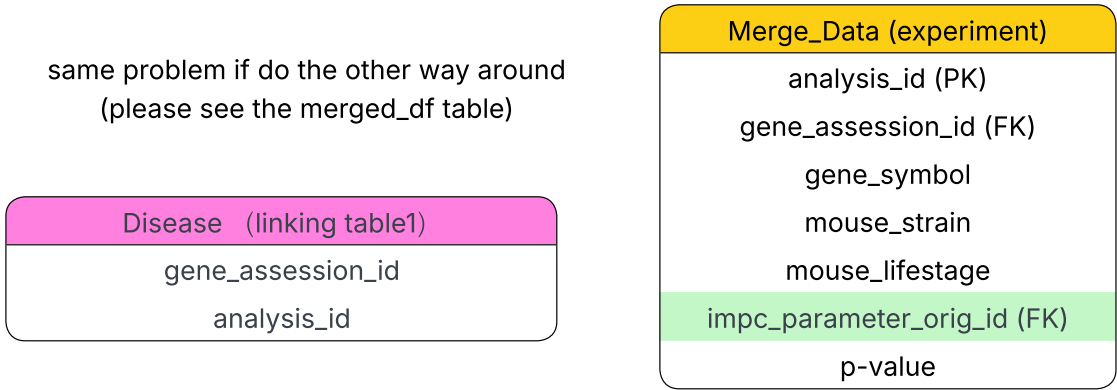 same problem if do the other way around
(please see the merged_df table)
Disease （linking table1）
gene_assession_id
analysis_id
Merge_Data (experiment)
analysis_id (PK)
gene_assession_id (FK)
gene_symbol
mouse_strain
mouse_lifestage
impc_parameter_orig_id (FK)
p-value